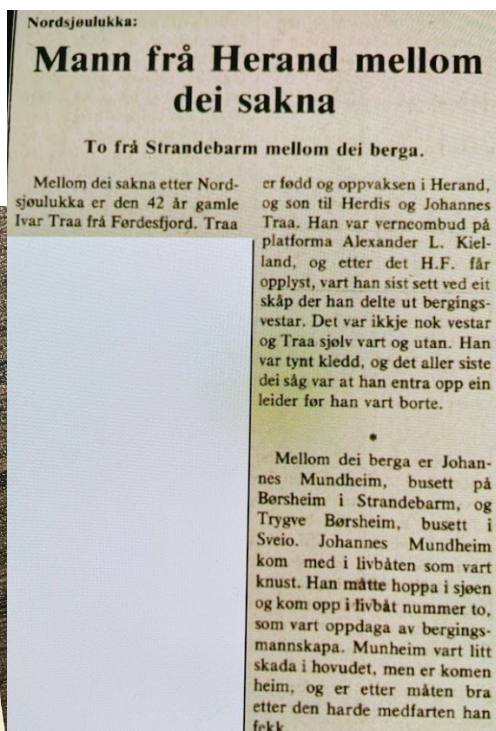 Nordsjøulukka:
Mann frå Herand mellom
dei sakna
To frå Strandebarm mellom dei berga.
Mellom dei sakna etter Nord-
sjøulukka er den 42 år gamle
Ivar Traa frå Førdesfjord. Traa
er fødd og oppvaksen i Herand,
og son til Herdis og Johannes
Traa. Han var verneombud på
platforma Alexander L. Kiel-
land, og etter det H.F. får
opplyst, vart han sist sett ved eit
skåp der han delte ut bergings-
vestar. Det var ikkje nok vestar
og Traa sjølv vart og utan. Han
var tynt kledd, og det aller siste
dei såg var at han entra opp ein
leider før han vart borte.
*
Mellom dei berga er Johan-
nes Mundheim, busett på
Børsheim i Strandebarm, og
Trygve Børsheim, busett i
Sveio. Johannes Mundheim
kom med i livbåten som vart
knust. Han måtte hoppa i sjøen
og kom opp i livbåt nummer to,
som vart oppdaga av bergings-
mannskapa. Munheim vart litt
skada i hovudet, men er komen
heim, og er etter måten bra
etter den harde medfarten han
fekk